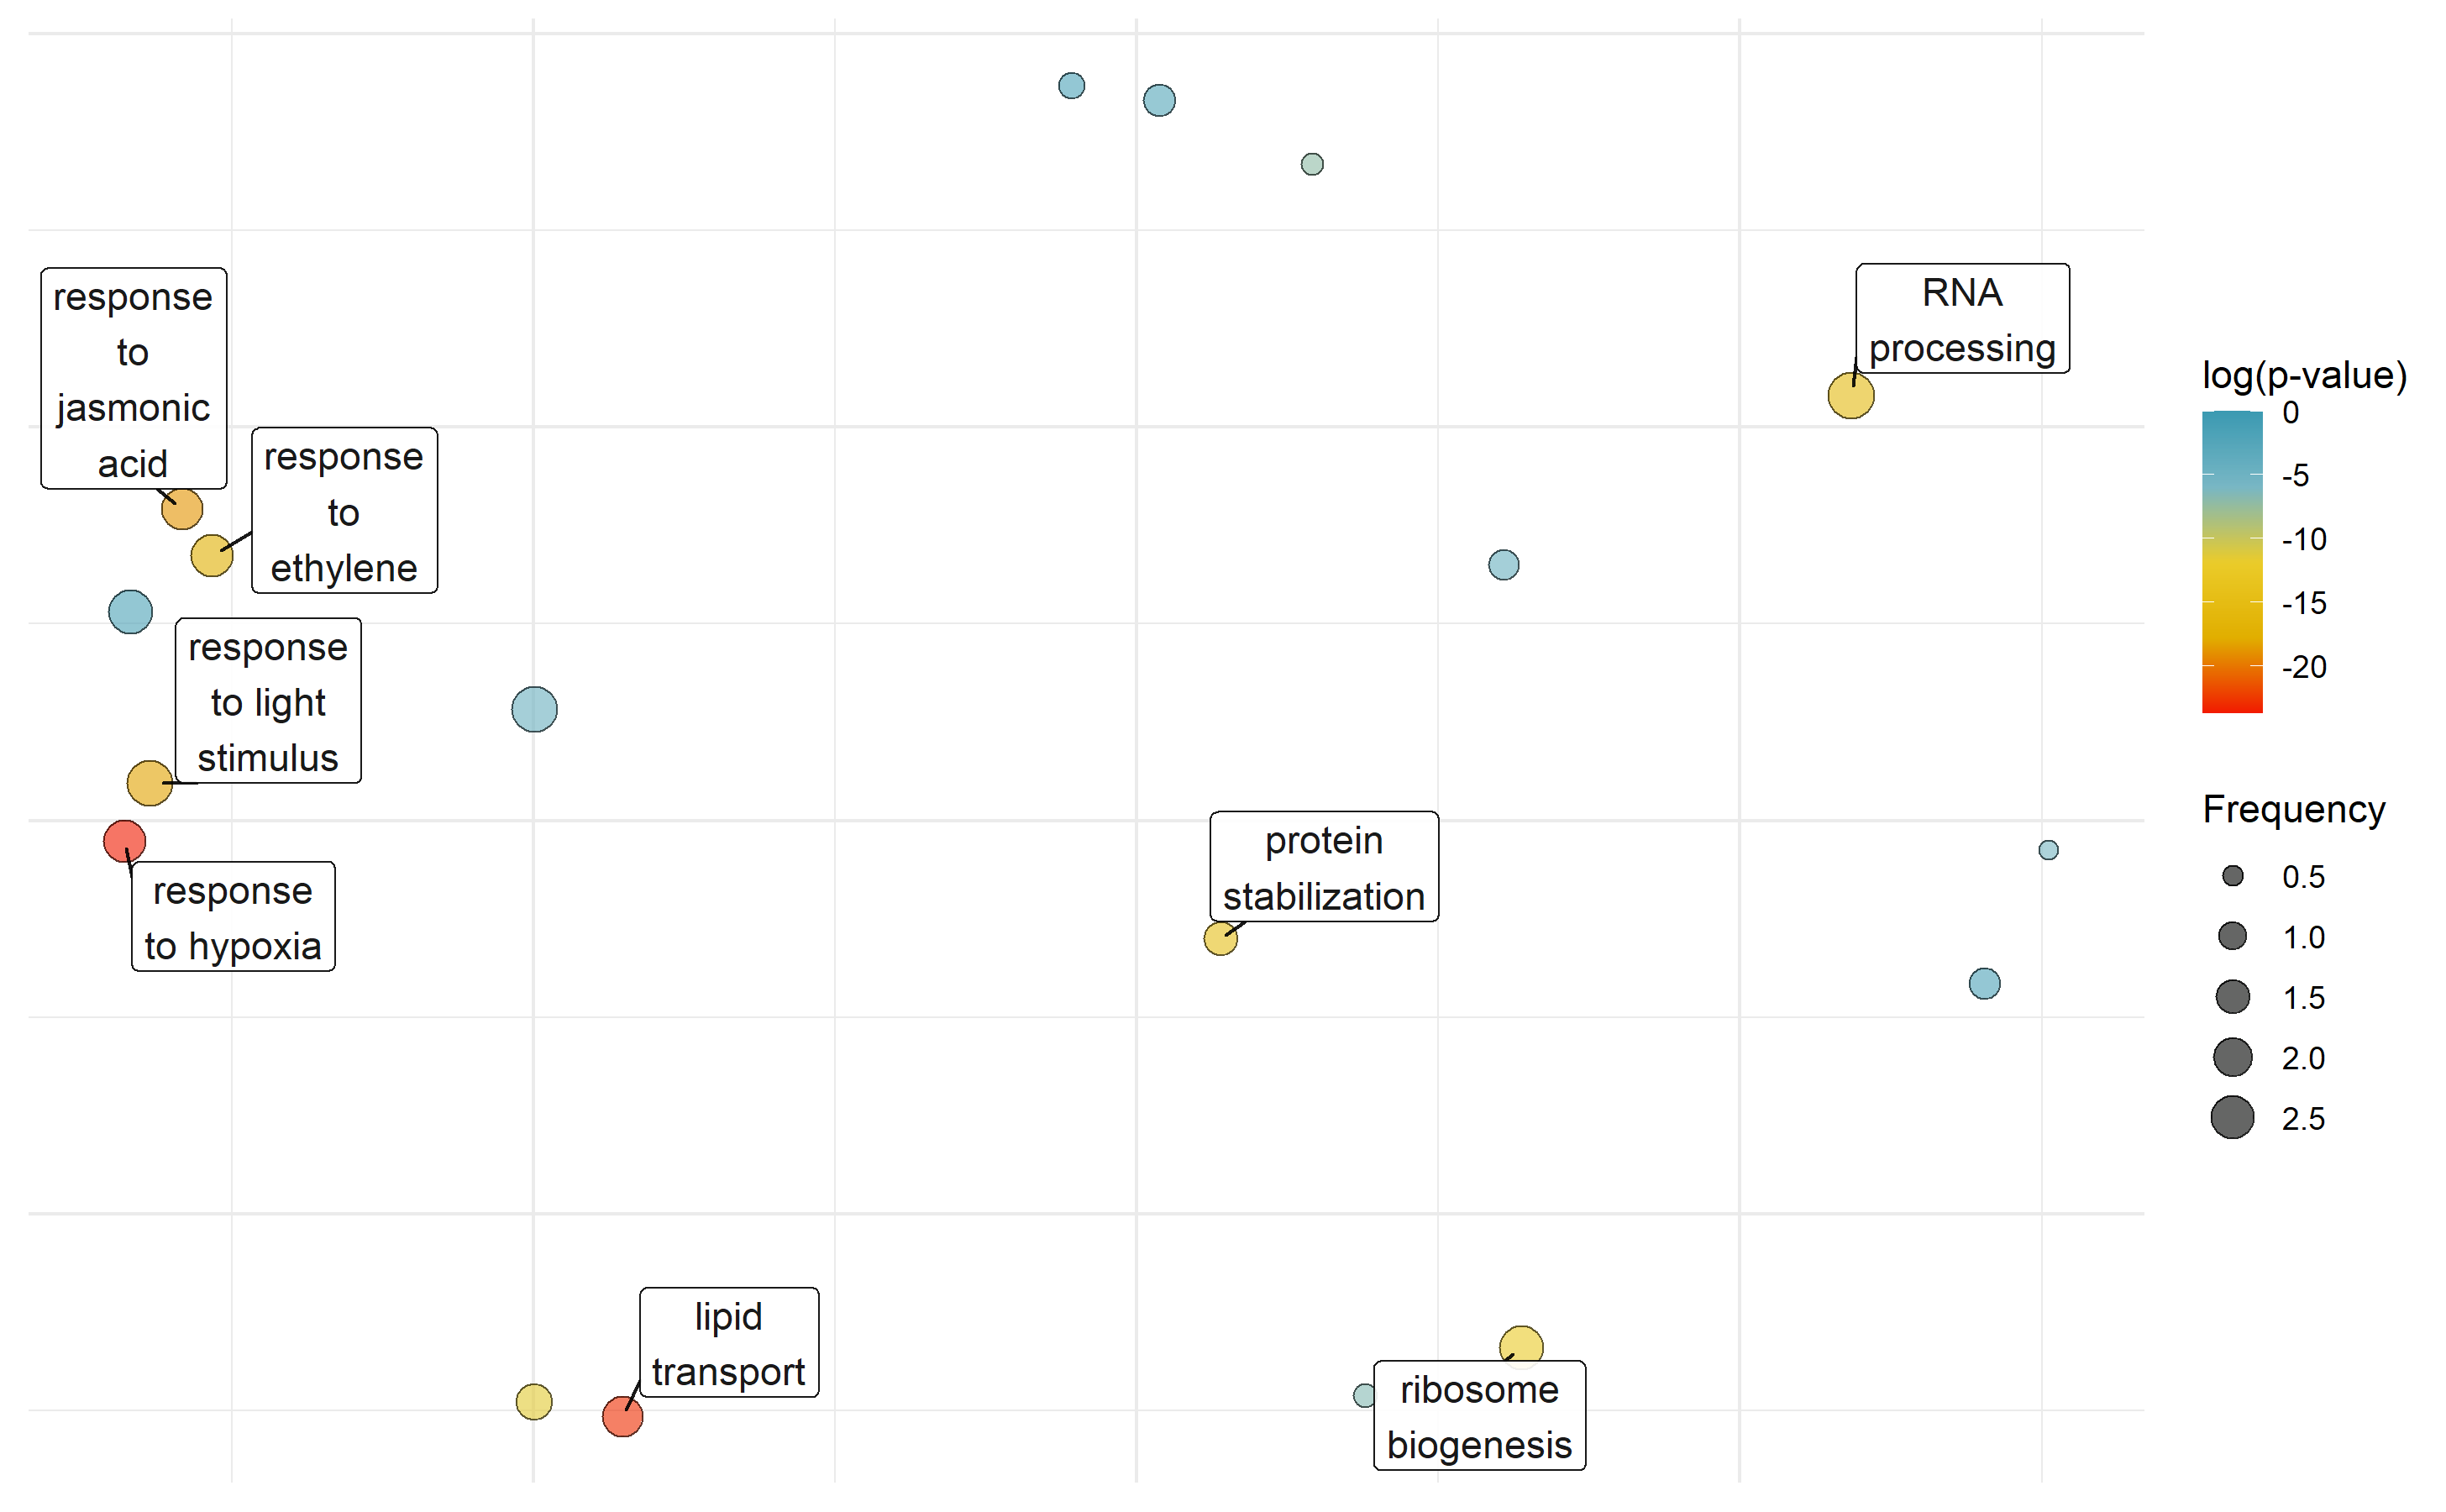 response
to
jasmonic
acid
response
to
ethylene
response
to light
stimulus
response
to hypoxia
RNA
processing
protein
stabilization
lipid
transport
ribosome
biogenesis
log(p-value)
0
-5
-10
-15
-20
Frequency
0.5
1.0
1.5
2.0
2.5